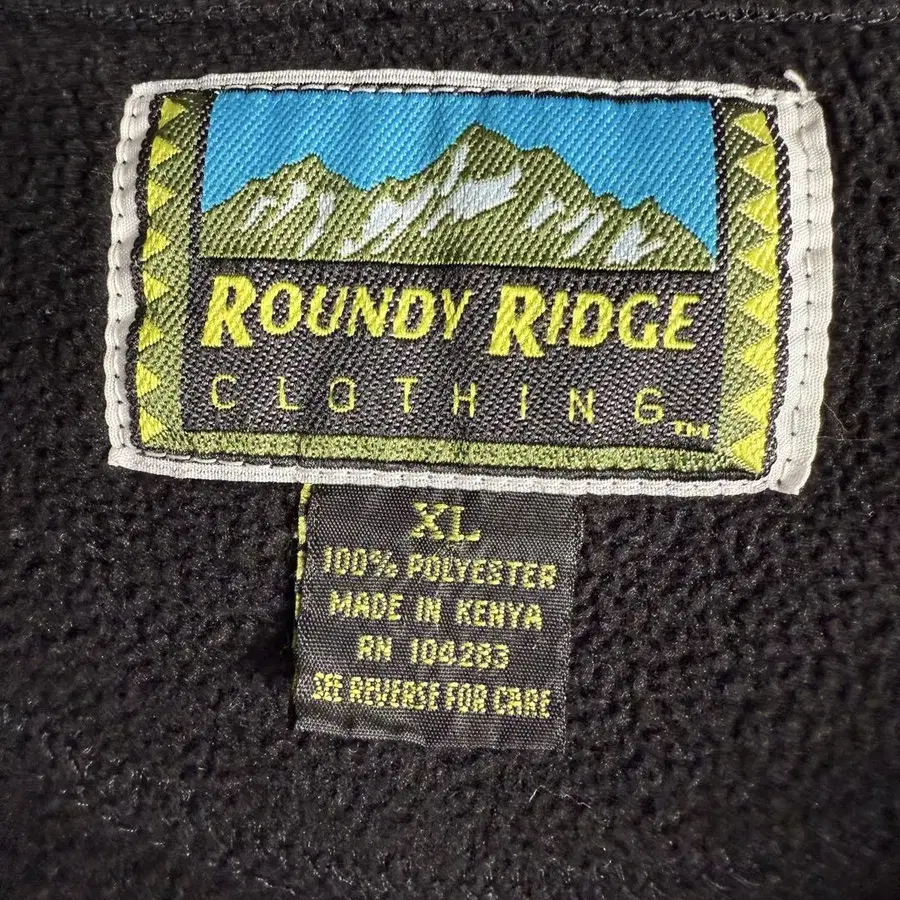 ROUNDY RIDGE
CLOTHING™
XL
100% POLYESTER
MADE IN KENYA
RN 104283
SEE REVERSE FOR CARE